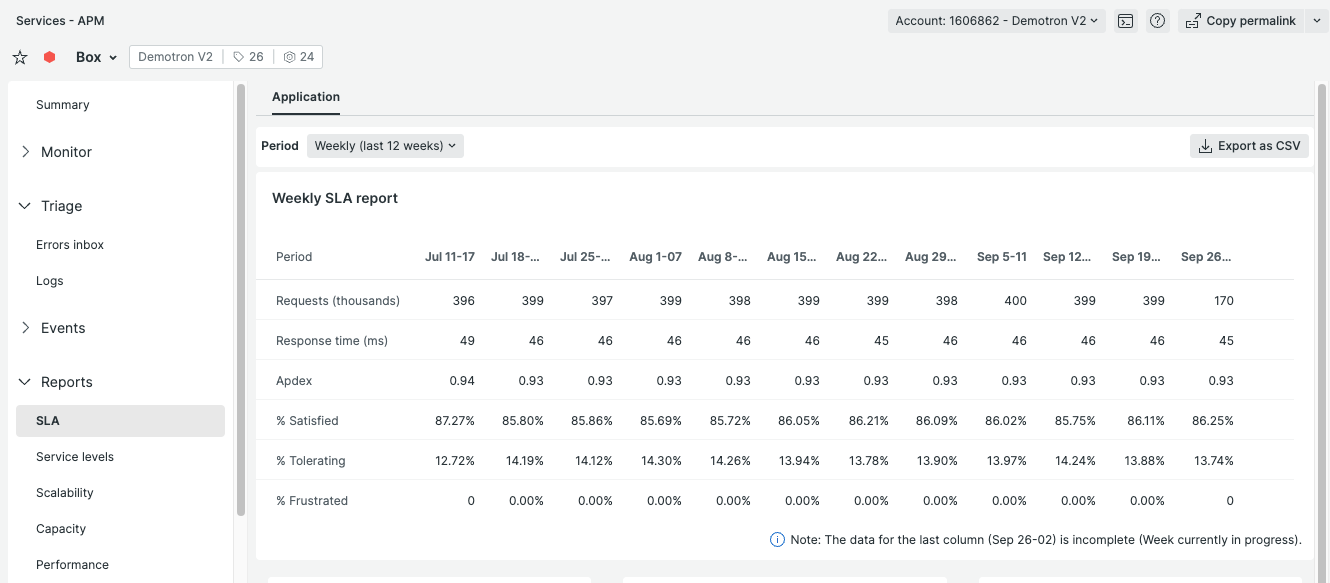 Services - APM
Account: 1606862 - Demotron V2
Copy permalink
Box
Demotron V2
26
24
Summary
Monitor
Triage
Errors inbox
Logs
Events
Reports
SLA
Service levels
Scalability
Capacity
Performance
Application
Period Weekly (last 12 weeks)
Export as CSV
Weekly SLA report
Period Jul 11-17 Jul 18-... Jul 25-... Aug 1-07 Aug 8-... Aug 15... Aug 22... Aug 29... Sep 5-11 Sep 12... Sep 19... Sep 26...
Requests (thousands) 396 399 397 399 398 399 399 398 400 399 399 170
Response time (ms) 49 46 46 46 46 46 45 46 46 46 46 45
Apdex 0.94 0.93 0.93 0.93 0.93 0.93 0.93 0.93 0.93 0.93 0.93 0.93
% Satisfied 87.27% 85.80% 85.86% 85.69% 85.72% 86.05% 86.21% 86.09% 86.02% 85.75% 86.11% 86.25%
% Tolerating 12.72% 14.19% 14.12% 14.30% 14.26% 13.94% 13.78% 13.90% 13.97% 14.24% 13.88% 13.74%
% Frustrated 0 0.00% 0.00% 0.00% 0.00% 0.00% 0.00% 0.00% 0.00% 0.00% 0.00% 0
Note: The data for the last column (Sep 26-02) is incomplete (Week currently in progress).